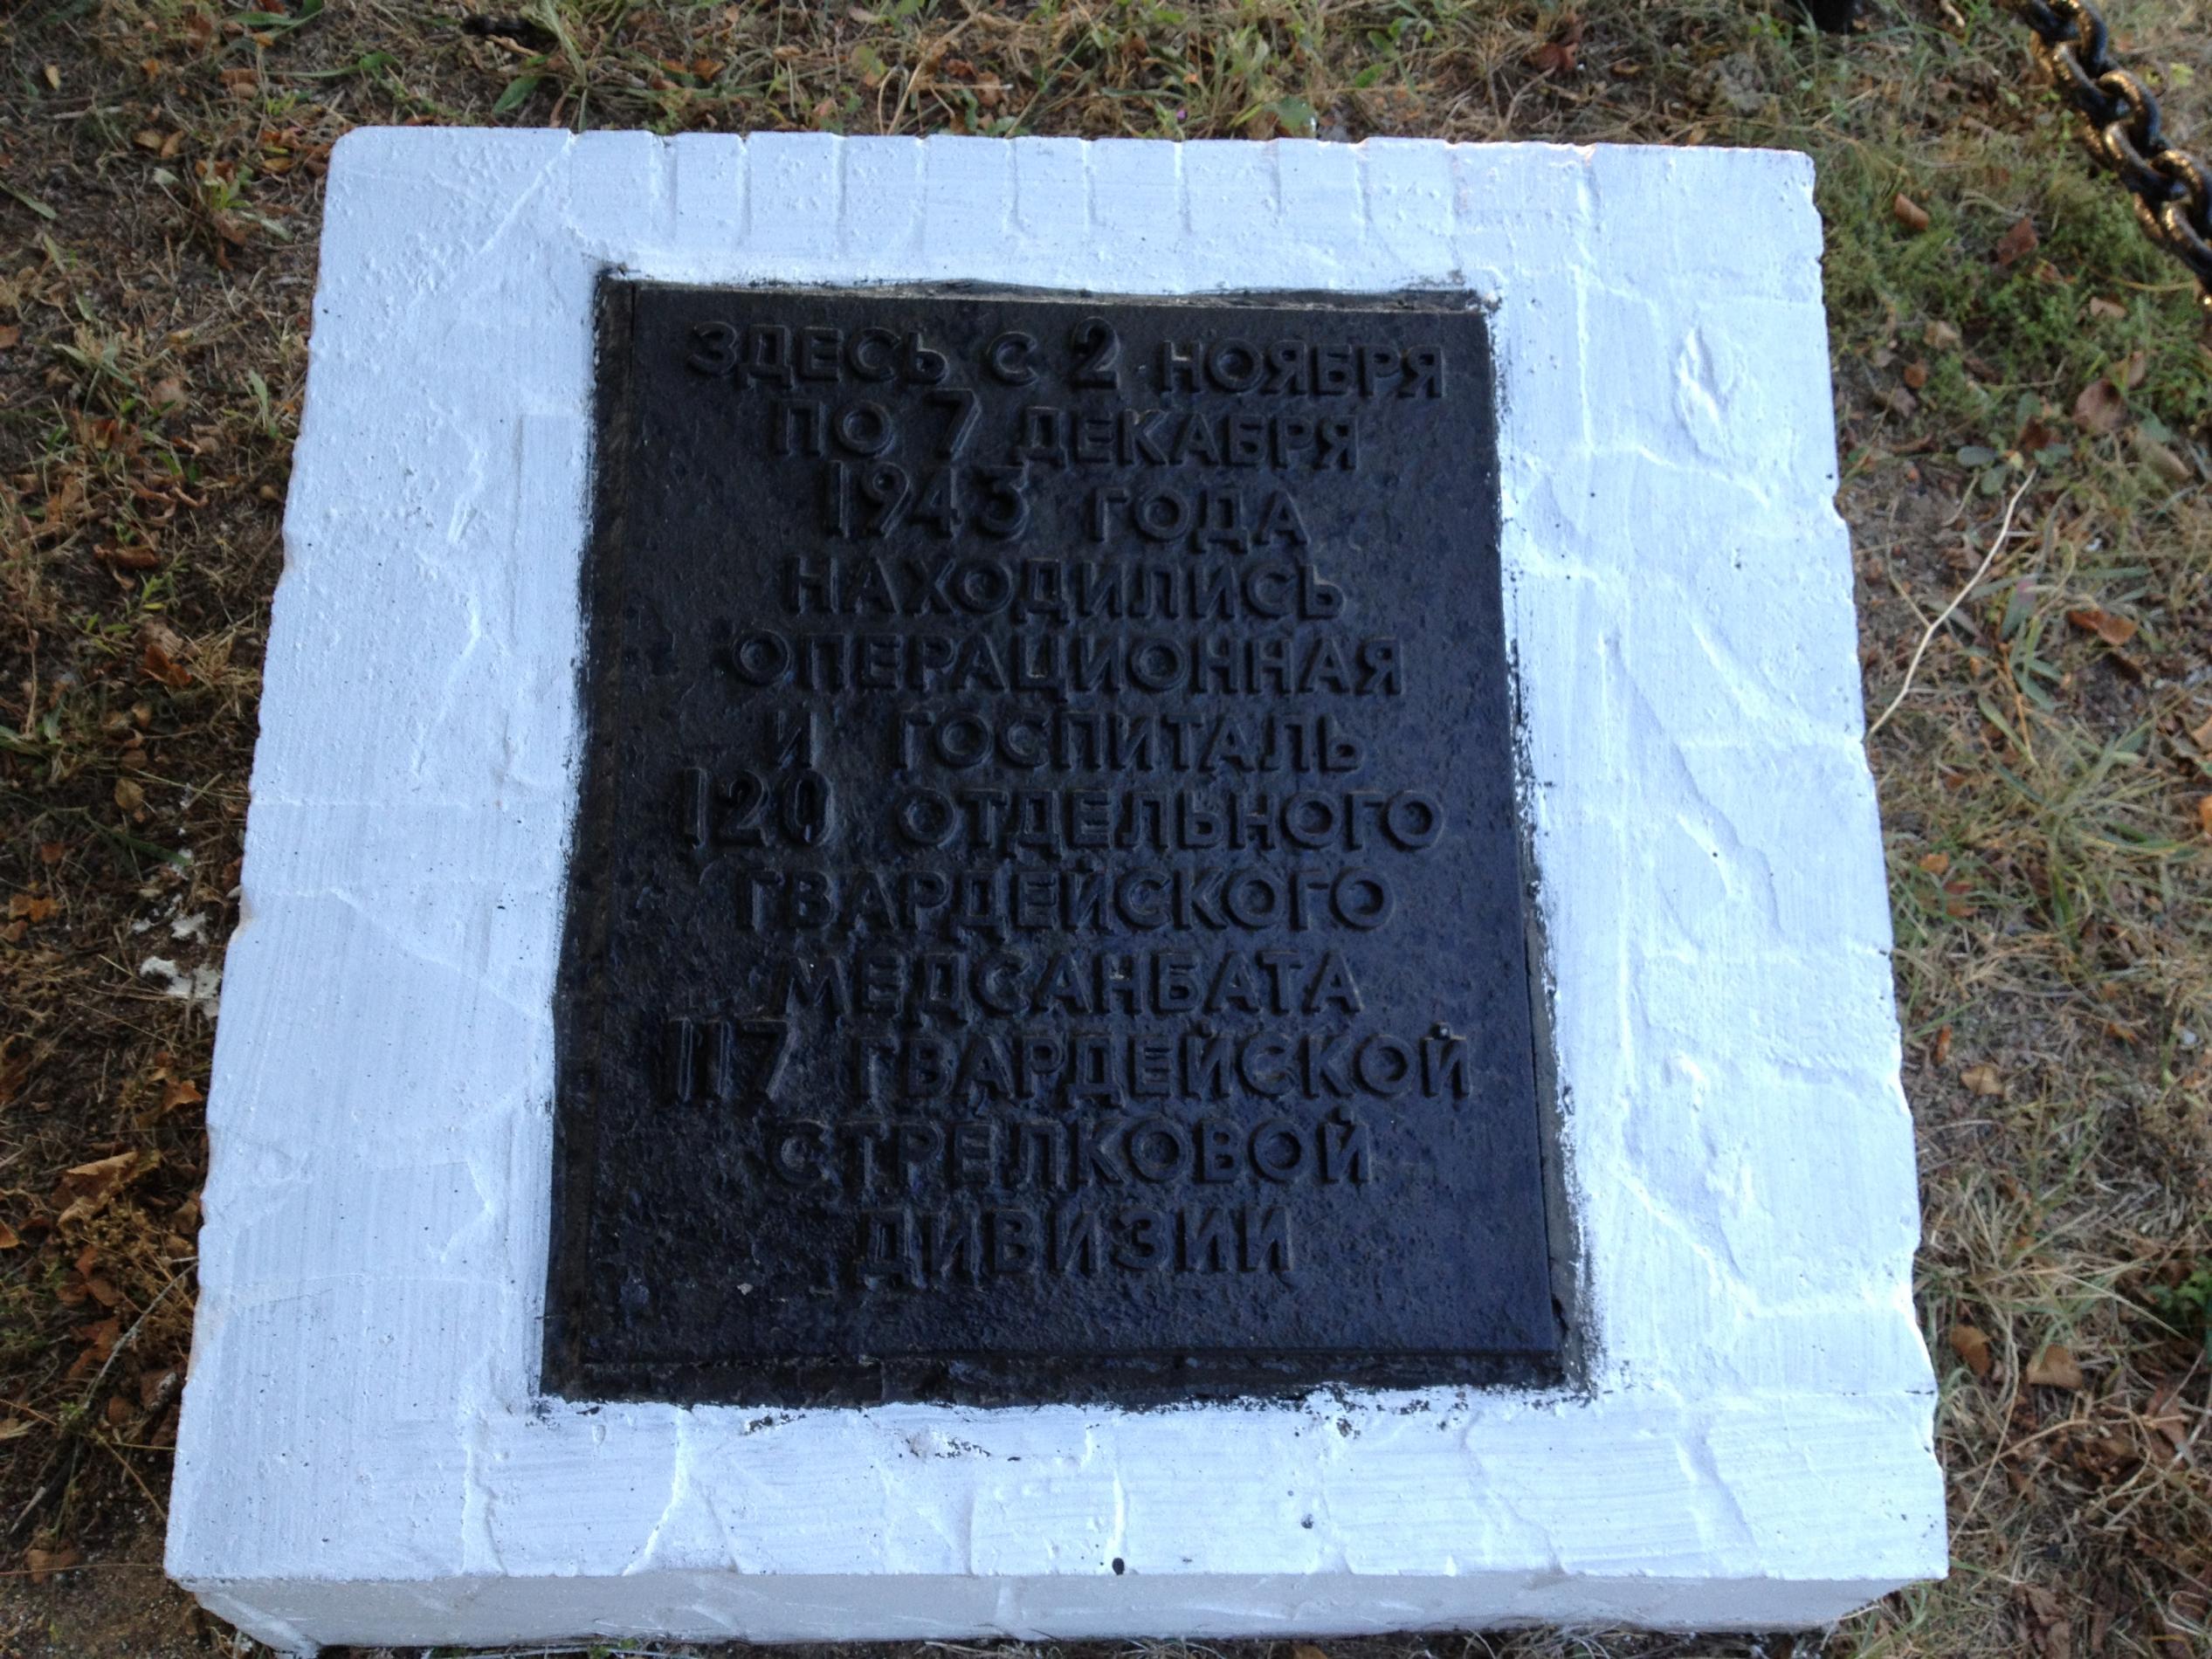 ЗДЕСЬ С 2 НОЯБРЯ
ПО 7 ДЕКАБРЯ
1943 ГОДА
НАХОДИЛИСЬ
ОПЕРАЦИОННАЯ
И ГОСПИТАЛЬ
120 ОТДЕЛЬНОГО
ГВАРДЕЙСКОГО
МЕДСАНБАТА
117 ГВАРДЕЙСКОЙ
СТРЕЛКОВОЙ
ДИВИЗИИ